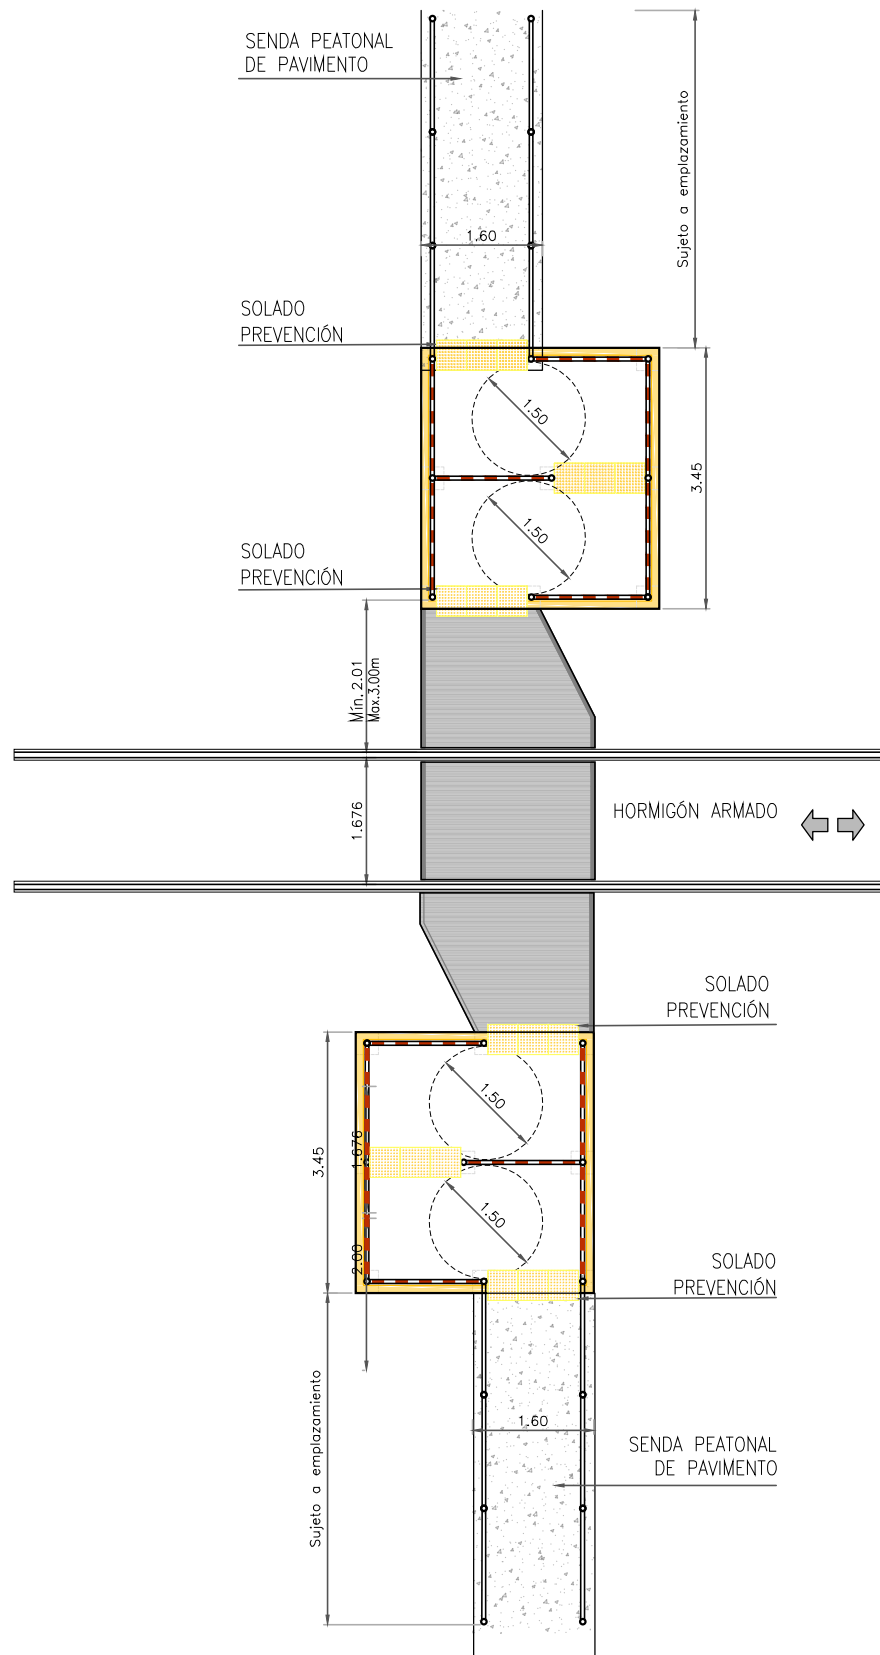 SENDA PEATONAL
DE PAVIMENTO
Sujeto a emplazamiento
1.60
SOLADO
PREVENCIÓN
1.50
3.45
1.50
SOLADO
PREVENCIÓN
Mín. 2.01
Max.3.00m
1.676
HORMIGÓN ARMADO
SOLADO
PREVENCIÓN
1.50
3.45
1.676
1.50
2.00
SOLADO
PREVENCIÓN
Sujeto a emplazamiento
1.60
SENDA PEATONAL
DE PAVIMENTO